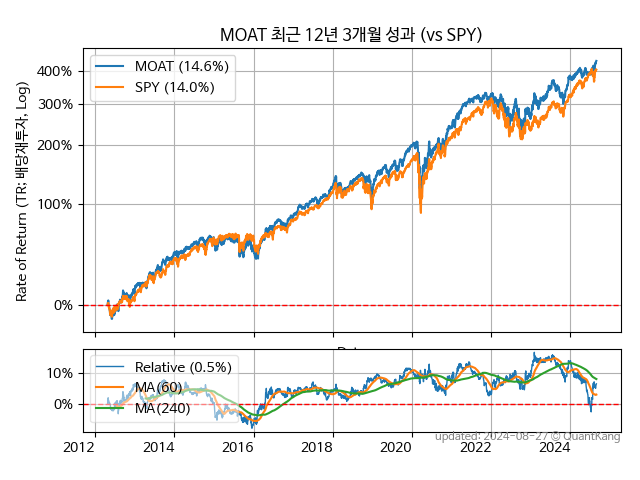 MOAT 최근 12년 3개월 성과 (vs SPY)
MOAT (14.6%)
SPY (14.0%)
400%
300%
200%
100%
0%
Rate of Return (TR: 배당재투자, Log)
Relative (0.5%)
MA(60)
MA(240)
10%
0%
2012 2014 2016 2018 2020 2022 2024
updated: 2024-08-27 © QuantKang